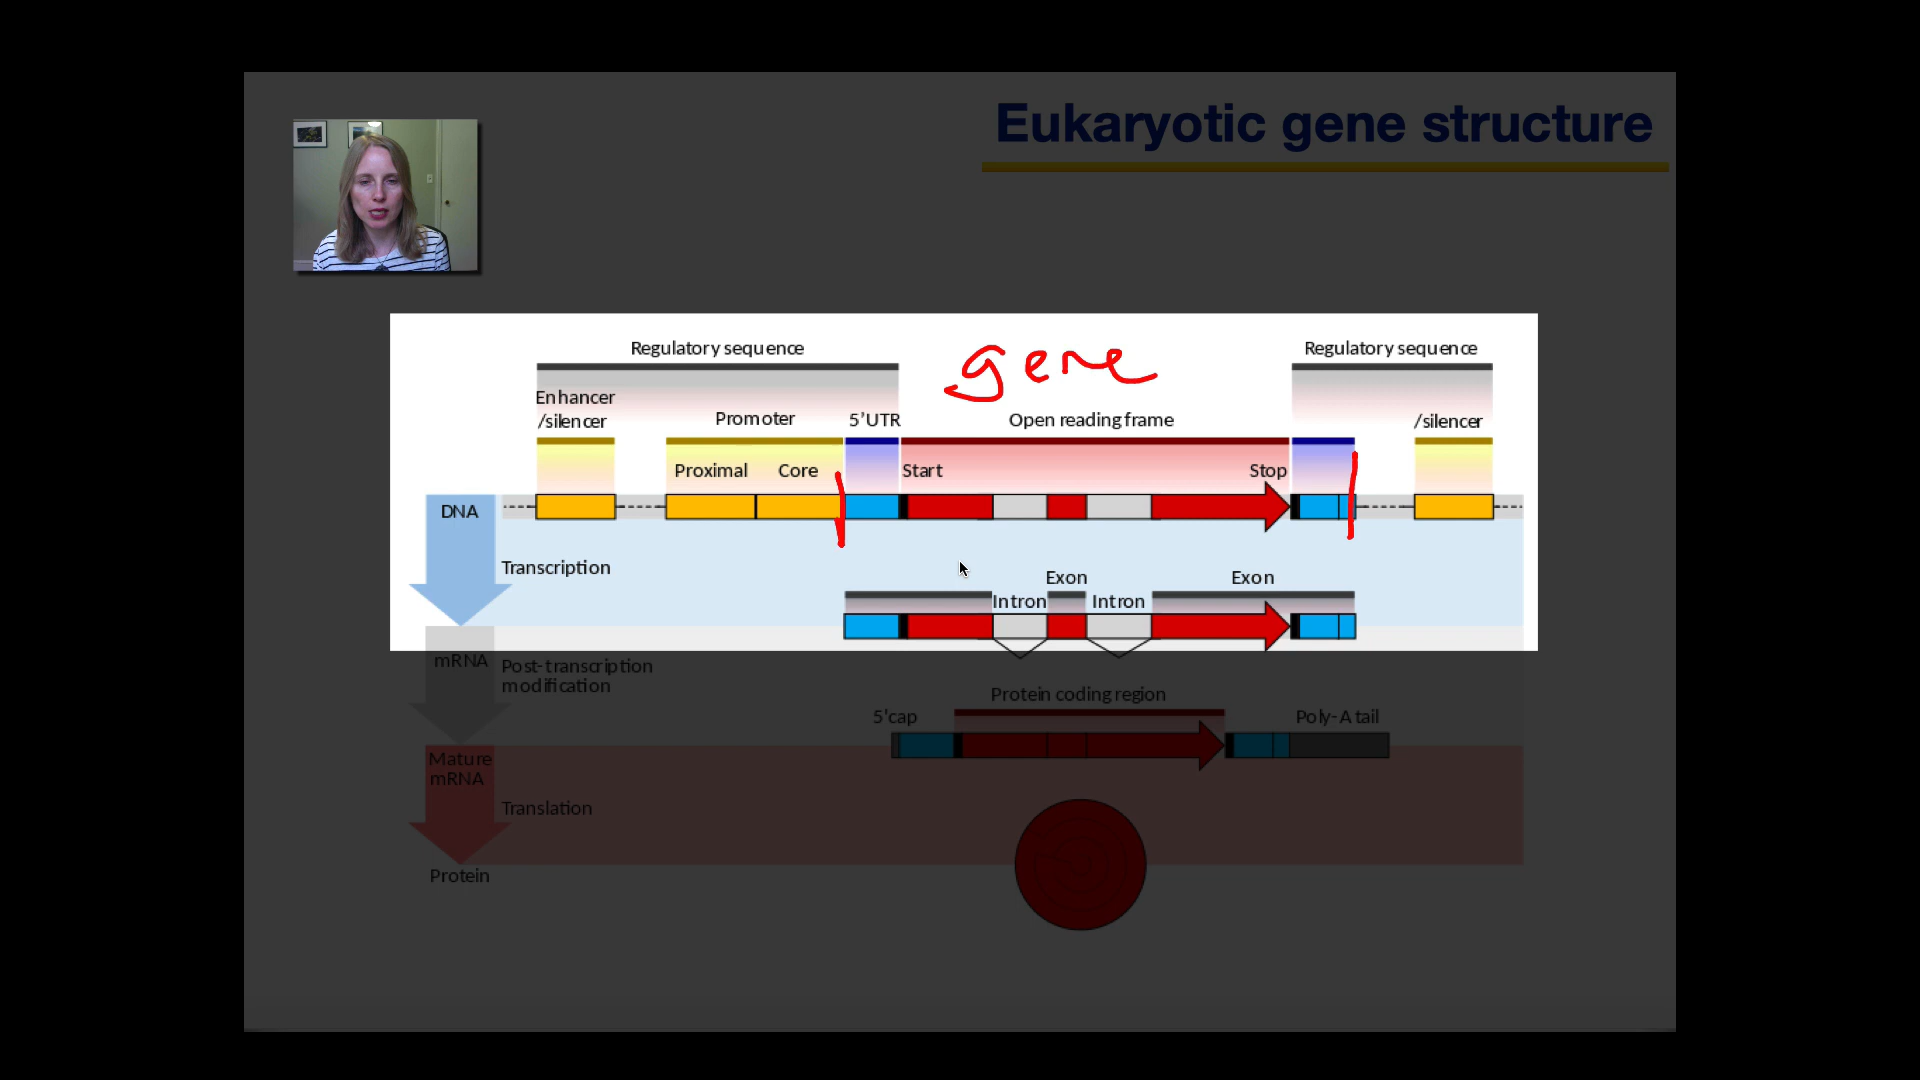 Eukaryotic gene structure
Regulatory sequence
gene
Regulatory sequence
Enhancer
/silencer
Promoter
5'UTR
Open reading frame
/silencer
Proximal
Core
Start
Stop
DNA
Transcription
Exon
Exon
Intron
Intron
mRNA
Post-transcription
modification
Protein coding region
5'cap
Poly-A tail
Mature
mRNA
Translation
Protein